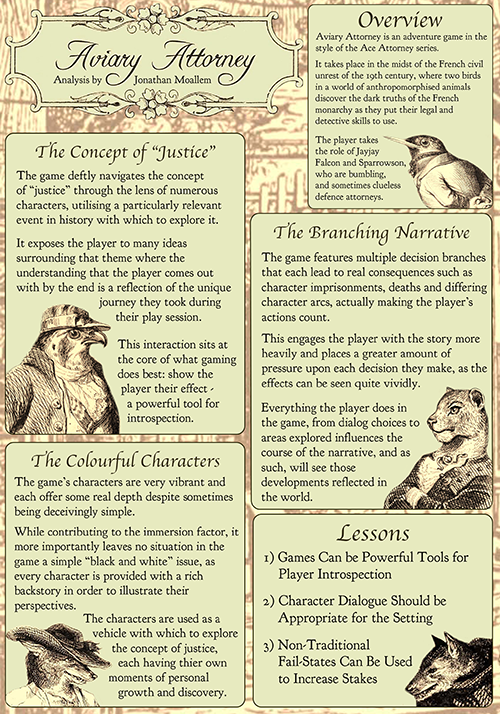 Aviary Attorney
Analysis by Jonathan Moallem
Overview
Aviary Attorney is an adventure game in the
style of the Ace Attorney series.
It takes place in the midst of the French civil
unrest of the 19th century, where two birds
in a world of anthropomorphised animals
discover the dark truths of the French
monarchy as they put their legal and
detective skills to use.
The player takes
the role of Jayjay
Falcon and Sparrowson,
who are bumbling,
and sometimes clueless
defence attorneys.
The Concept of "Justice"
The game deftly navigates the concept
of "justice" through the lens of numerous
characters, utilising a particularly relevant
event in history with which to explore it.
It exposes the player to many ideas
surrounding that theme where the
understanding that the player comes out
with by the end is a reflection of the unique
journey they took during
their play session.
This interaction sits at
the core of what gaming
does best: show the
player their effect -
a powerful tool for
introspection.
The Branching Narrative
The game features multiple decision branches
that each lead to real consequences such as
character imprisonments, deaths and differing
character arcs, actually making the player's
actions count.
This engages the player with the story more
heavily and places a greater amount of
pressure upon each decision they make, as the
effects can be seen quite vividly.
Everything the player does in
the game, from dialog choices to
areas explored influences the
course of the narrative, and as
such, will see those
developments reflected in
the world.
The Colourful Characters
The game's characters are very vibrant and
each offer some real depth despite sometimes
being deceivingly simple.
While contributing to the immersion factor, it
more importantly leaves no situation in the
game a simple "black and white" issue, as
every character is provided with a rich
backstory in order to illustrate their
perspectives.
The characters are used as a
vehicle with which to explore
the concept of justice,
each having thier own
moments of personal
growth and discovery.
Lessons
1) Games Can be Powerful Tools for
Player Introspection
2) Character Dialogue Should be
Appropriate for the Setting
3) Non-Traditional
Fail-States Can Be Used
to Increase Stakes